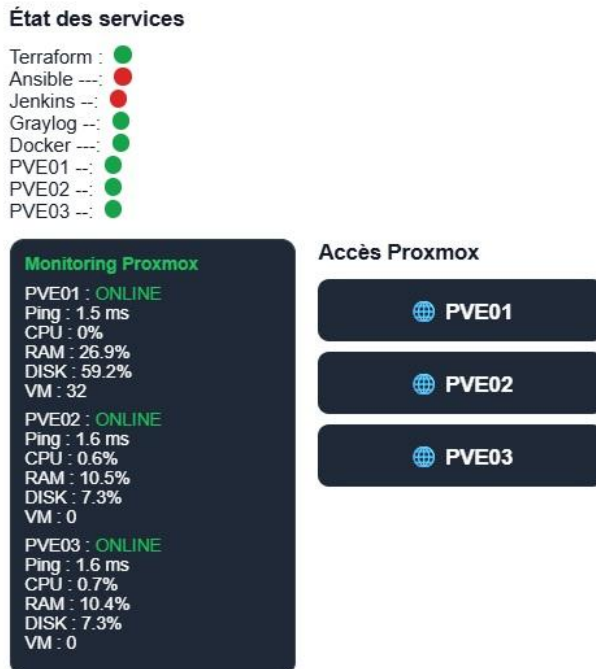 État des services
Terraform :
Ansible ---:
Jenkins --:
Graylog --:
Docker ---:
PVE01 --:
PVE02 --:
PVE03 --:
Monitoring Proxmox
PVE01 : ONLINE
Ping : 1.5 ms
CPU : 0%
RAM : 26.9%
DISK : 59.2%
VM : 32
PVE02 : ONLINE
Ping : 1.6 ms
CPU : 0.6%
RAM : 10.5%
DISK : 7.3%
VM : 0
PVE03 : ONLINE
Ping : 1.6 ms
CPU : 0.7%
RAM : 10.4%
DISK : 7.3%
VM : 0
Accès Proxmox
PVE01
PVE02
PVE03